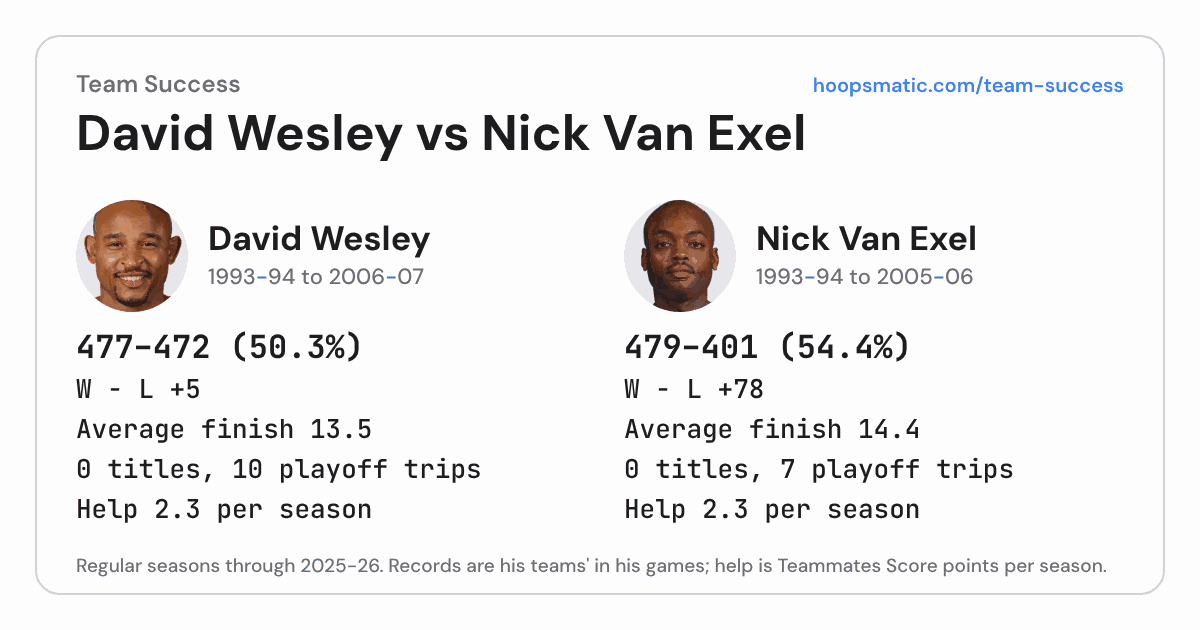 Team Success
hoopsmatic.com/team-success
David Wesley vs Nick Van Exel
David Wesley
1993–94 to 2006–07
477–472 (50.3%)
W - L +5
Average finish 13.5
0 titles, 10 playoff trips
Help 2.3 per season
Nick Van Exel
1993–94 to 2005–06
479–401 (54.4%)
W - L +78
Average finish 14.4
0 titles, 7 playoff trips
Help 2.3 per season
Regular seasons through 2025-26. Records are his teams' in his games; help is Teammates Score points per season.